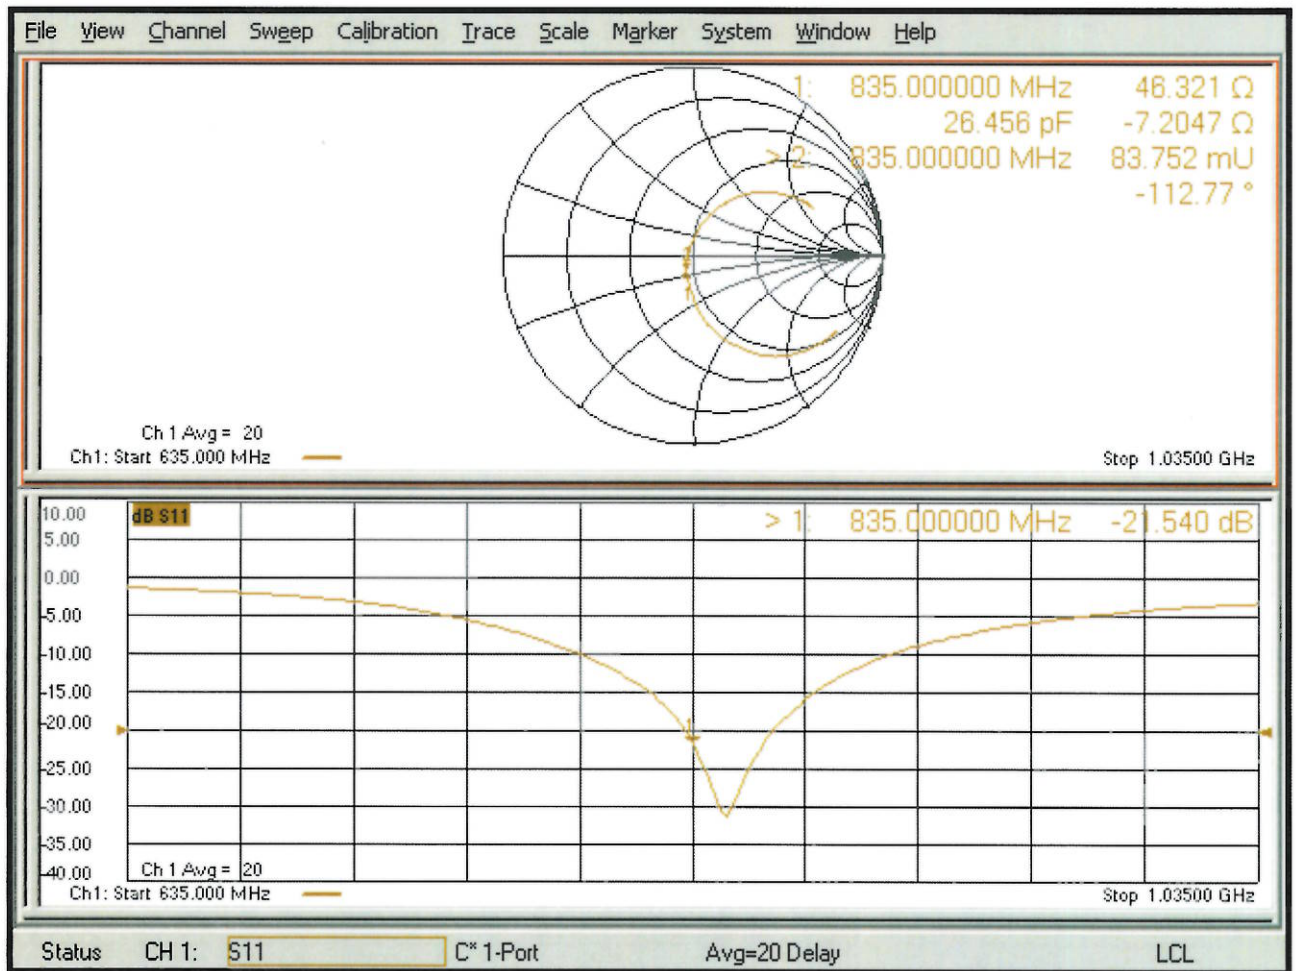 File View Channel Sweep Calibration Trace Scale Marker System Window Help
1: 835.000000 MHz 46.321 Ω
26.456 pF -7.2047 Ω
> 2: 835.000000 MHz 83.752 mU
-112.77 °
Ch 1 Avg = 20
Ch1: Start 635.000 MHz
Stop 1.03500 GHz
10.00
dB S11
> 1: 835.000000 MHz -21.540 dB
5.00
0.00
-5.00
-10.00
-15.00
-20.00
1
-25.00
-30.00
-35.00
-40.00
Ch 1 Avg = 20
Ch1: Start 635.000 MHz
Stop 1.03500 GHz
Status CH 1: S11 C* 1-Port Avg=20 Delay LCL